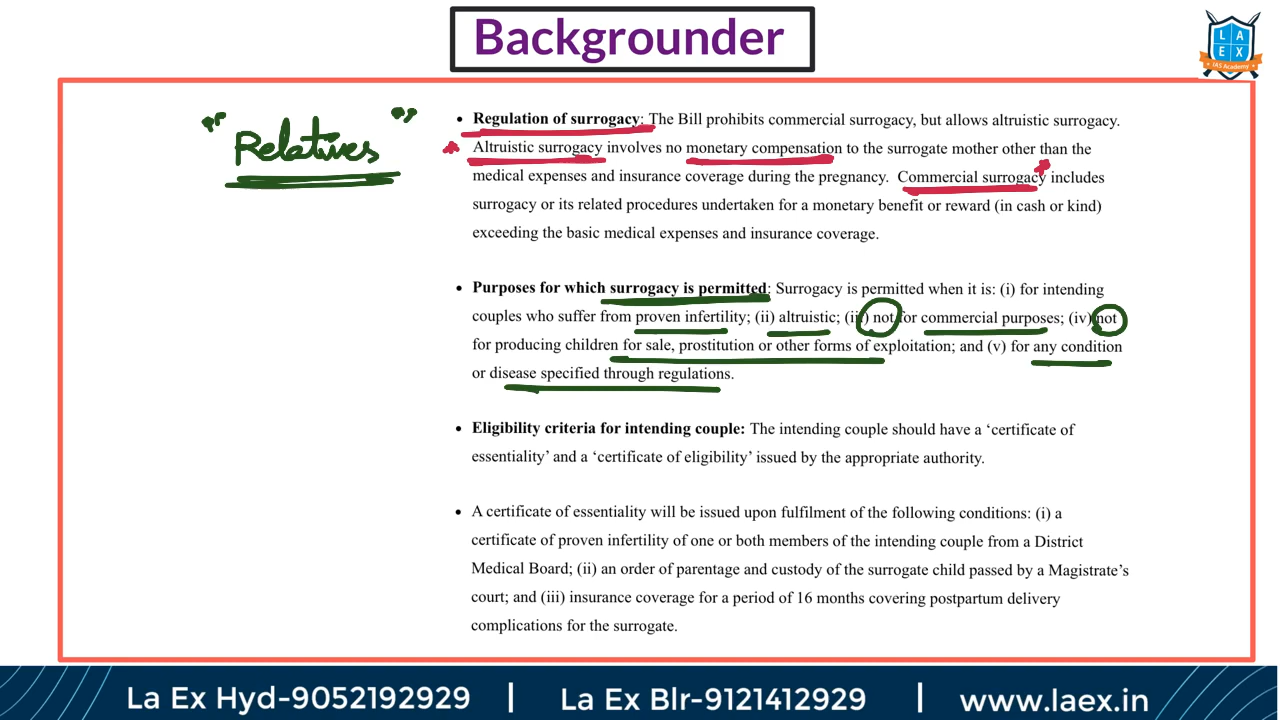 Backgrounder
L A
E X
IAS Academy
" Relatives "
• Regulation of surrogacy: The Bill prohibits commercial surrogacy, but allows altruistic surrogacy.
Altruistic surrogacy involves no monetary compensation to the surrogate mother other than the
medical expenses and insurance coverage during the pregnancy. Commercial surrogacy includes
surrogacy or its related procedures undertaken for a monetary benefit or reward (in cash or kind)
exceeding the basic medical expenses and insurance coverage.
• Purposes for which surrogacy is permitted: Surrogacy is permitted when it is: (i) for intending
couples who suffer from proven infertility; (ii) altruistic; (iii) not for commercial purposes; (iv) not
for producing children for sale, prostitution or other forms of exploitation; and (v) for any condition
or disease specified through regulations.
• Eligibility criteria for intending couple: The intending couple should have a ‘certificate of
essentiality’ and a ‘certificate of eligibility’ issued by the appropriate authority.
• A certificate of essentiality will be issued upon fulfilment of the following conditions: (i) a
certificate of proven infertility of one or both members of the intending couple from a District
Medical Board; (ii) an order of parentage and custody of the surrogate child passed by a Magistrate’s
court; and (iii) insurance coverage for a period of 16 months covering postpartum delivery
complications for the surrogate.
La Ex Hyd-9052192929 | La Ex Blr-9121412929 | www.laex.in